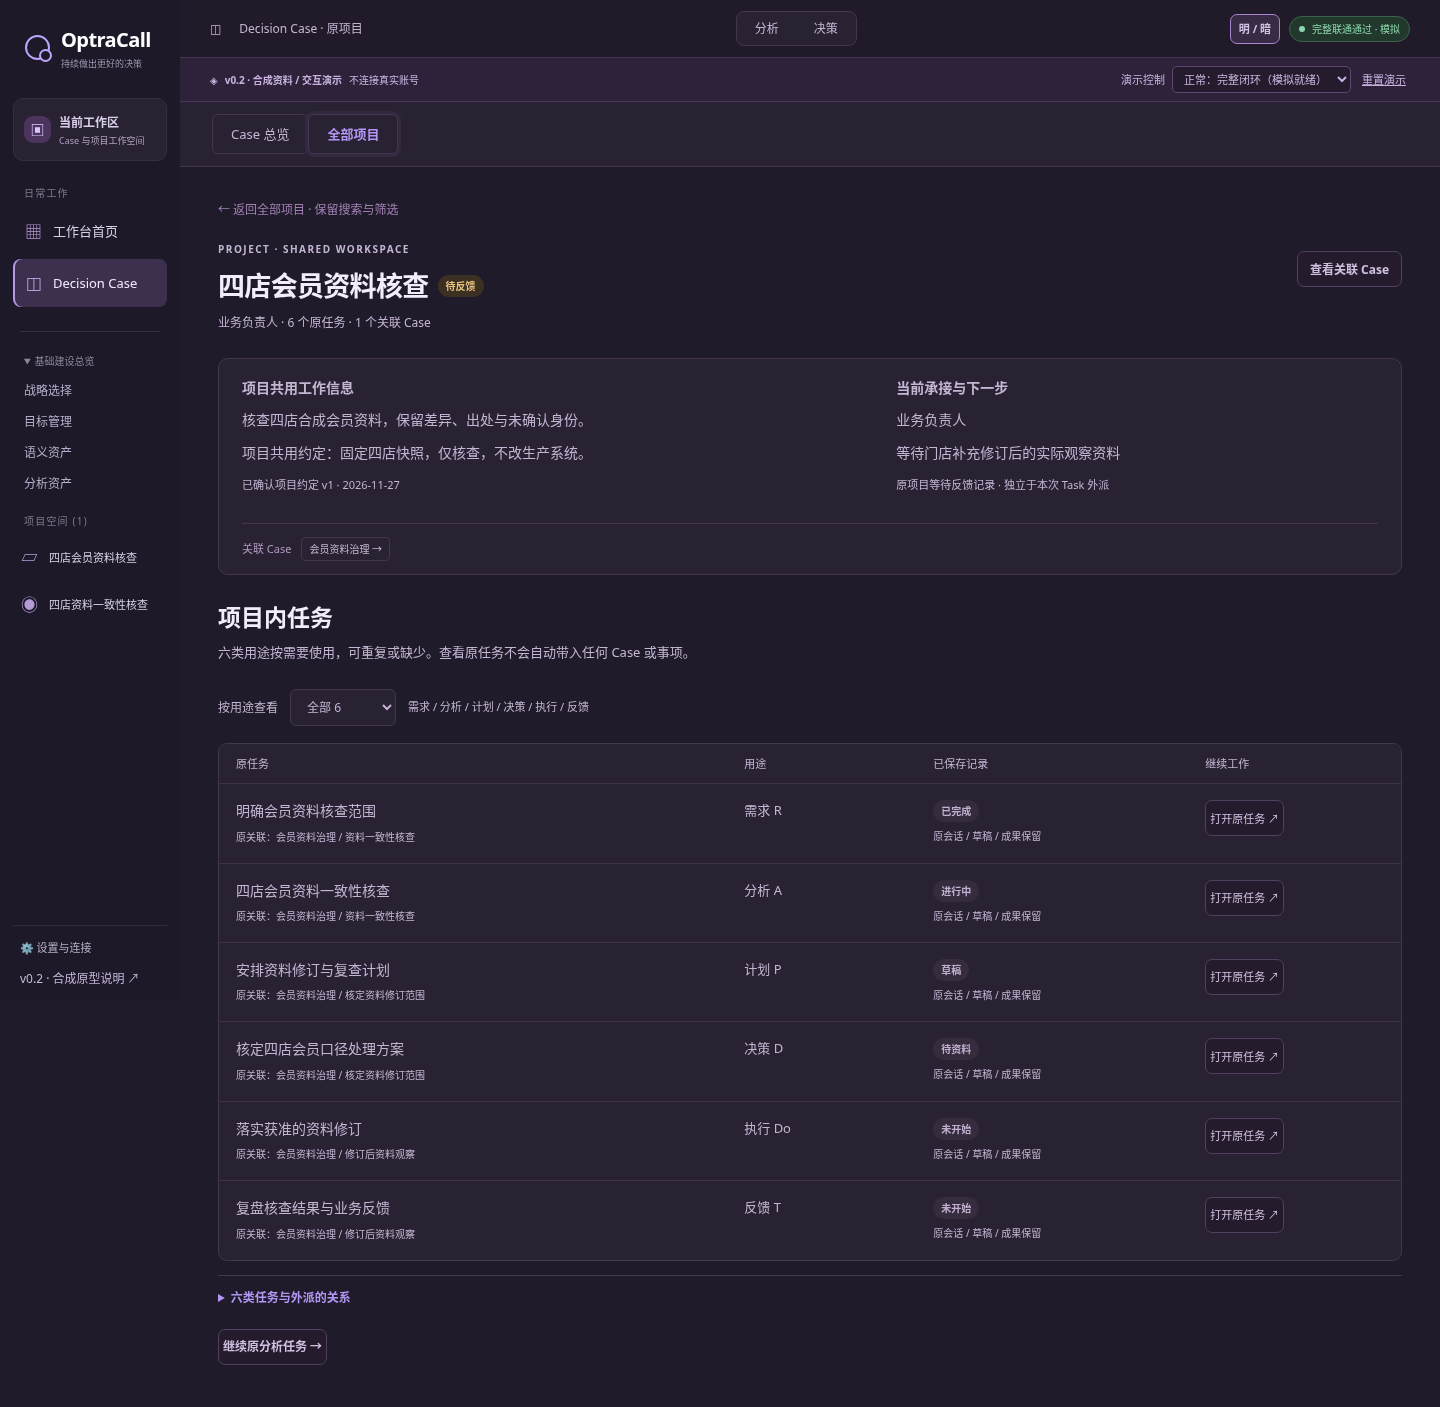 OptraCall
持续做出更好的决策
当前工作区
Case 与项目工作空间
日常工作
工作台首页
Decision Case
▼ 基础建设总览
战略选择
目标管理
语义资产
分析资产
项目空间 (1)
四店会员资料核查
四店资料一致性核查
⚙️ 设置与连接
v0.2 · 合成原型说明 ↗
Decision Case · 原项目
分析
决策
明 / 暗
完整联通通过 · 模拟
◈ v0.2 · 合成资料 / 交互演示 不连接真实账号
演示控制
正常：完整闭环（模拟就绪）
重置演示
Case 总览
全部项目
← 返回全部项目 · 保留搜索与筛选
PROJECT · SHARED WORKSPACE
四店会员资料核查
待反馈
业务负责人 · 6 个原任务 · 1 个关联 Case
查看关联 Case
项目共用工作信息
核查四店合成会员资料，保留差异、出处与未确认身份。
项目共用约定：固定四店快照，仅核查，不改生产系统。
已确认项目约定 v1 · 2026-11-27
当前承接与下一步
业务负责人
等待门店补充修订后的实际观察资料
原项目等待反馈记录 · 独立于本次 Task 外派
关联 Case
会员资料治理 →
项目内任务
六类用途按需要使用，可重复或缺少。查看原任务不会自动带入任何 Case 或事项。
按用途查看
全部 6
需求 / 分析 / 计划 / 决策 / 执行 / 反馈
原任务
用途
已保存记录
继续工作
明确会员资料核查范围
原关联：会员资料治理 / 资料一致性核查
需求 R
已完成
原会话 / 草稿 / 成果保留
打开原任务 ↗
四店会员资料一致性核查
原关联：会员资料治理 / 资料一致性核查
分析 A
进行中
原会话 / 草稿 / 成果保留
打开原任务 ↗
安排资料修订与复查计划
原关联：会员资料治理 / 核定资料修订范围
计划 P
草稿
原会话 / 草稿 / 成果保留
打开原任务 ↗
核定四店会员口径处理方案
原关联：会员资料治理 / 核定资料修订范围
决策 D
待资料
原会话 / 草稿 / 成果保留
打开原任务 ↗
落实获准的资料修订
原关联：会员资料治理 / 修订后资料观察
执行 Do
未开始
原会话 / 草稿 / 成果保留
打开原任务 ↗
复盘核查结果与业务反馈
原关联：会员资料治理 / 修订后资料观察
反馈 T
未开始
原会话 / 草稿 / 成果保留
打开原任务 ↗
▶ 六类任务与外派的关系
继续原分析任务 →